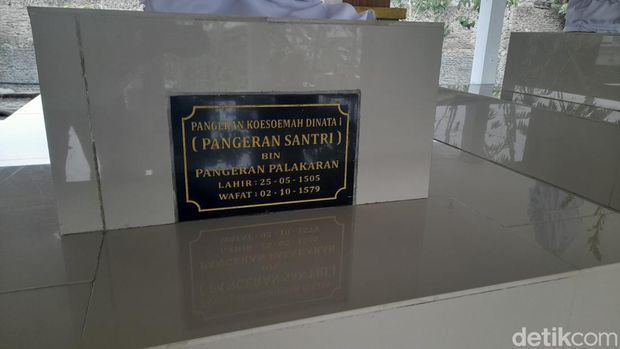 PANGERAN KOESOEMAH DINATA I
( PANGERAN SANTRI )
BIN
PANGERAN PALAKARAN
LAHIR : 25-05-1505
WAFAT : 02-10-1579
detikcom